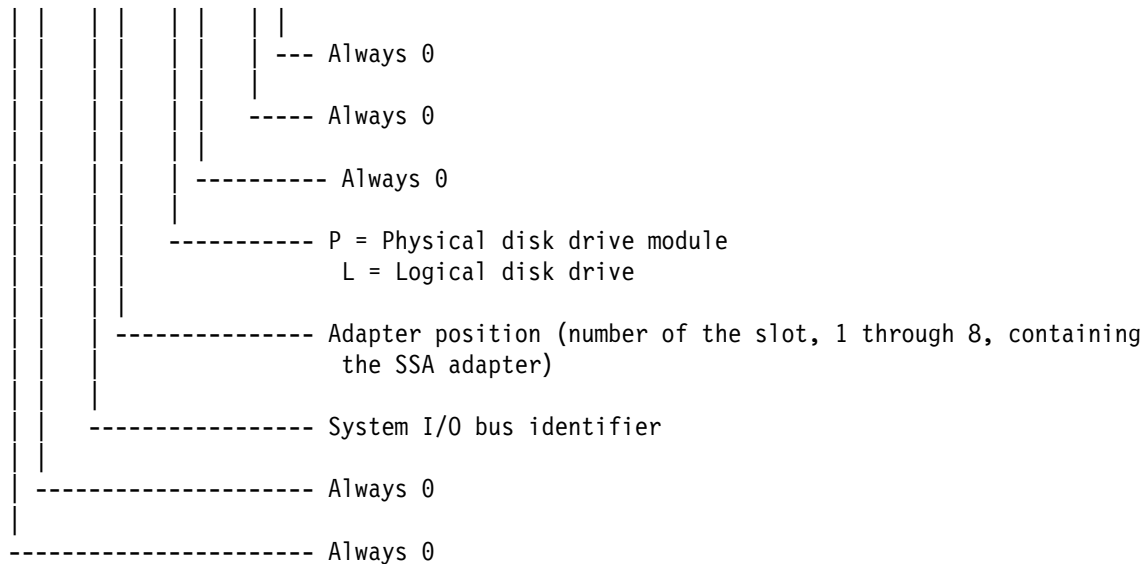 --- Always 0
----- Always 0
---------- Always 0
----------- P = Physical disk drive module
L = Logical disk drive
--------------- Adapter position (number of the slot, 1 through 8, containing
the SSA adapter)
----------------- System I/O bus identifier
--------------------- Always 0
----------------------- Always 0